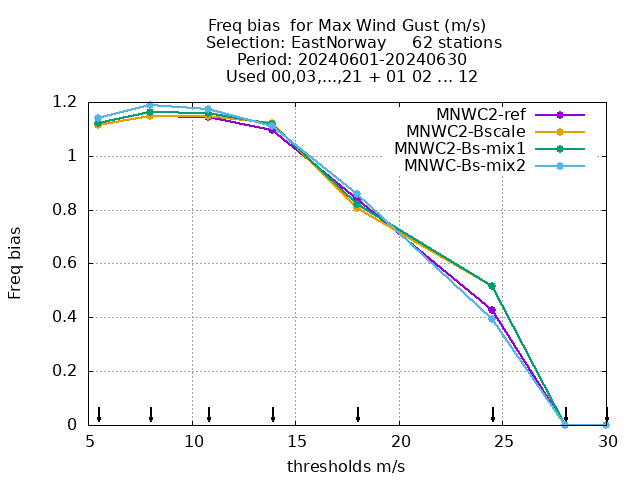 Freq bias  for Max Wind Gust (m/s)
Selection: EastNorway     62 stations
Period: 20240601-20240630
Used 00,03,...,21 + 01 02 ... 12
MNWC2-ref
MNWC2-Bscale
MNWC2-Bs-mix1
MNWC-Bs-mix2
Freq bias
1.2
1
0.8
0.6
0.4
0.2
0
5 10 15 20 25 30
thresholds m/s